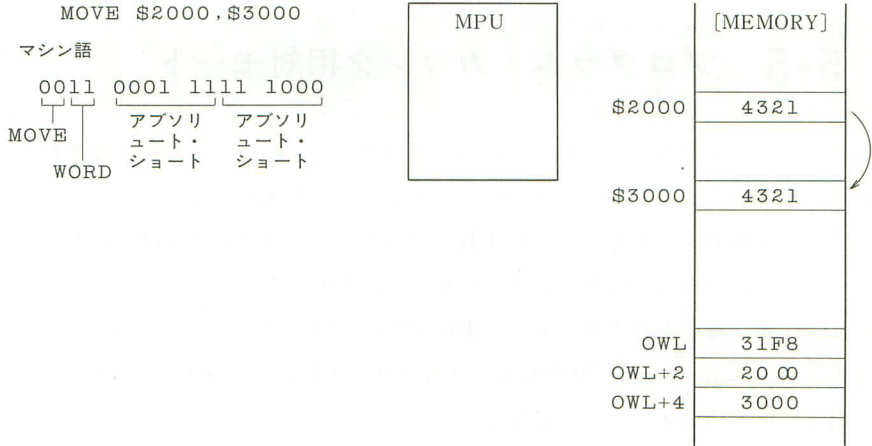 MOVE $2000,$3000
マシン語
0011 0001 1111 1000
MOVE
WORD
アブソリ
ュート・
ショート
アブソリ
ュート・
ショート
MPU
[MEMORY]
$2000 4321
$3000 4321
OWL 31F8
OWL+2 2000
OWL+4 3000